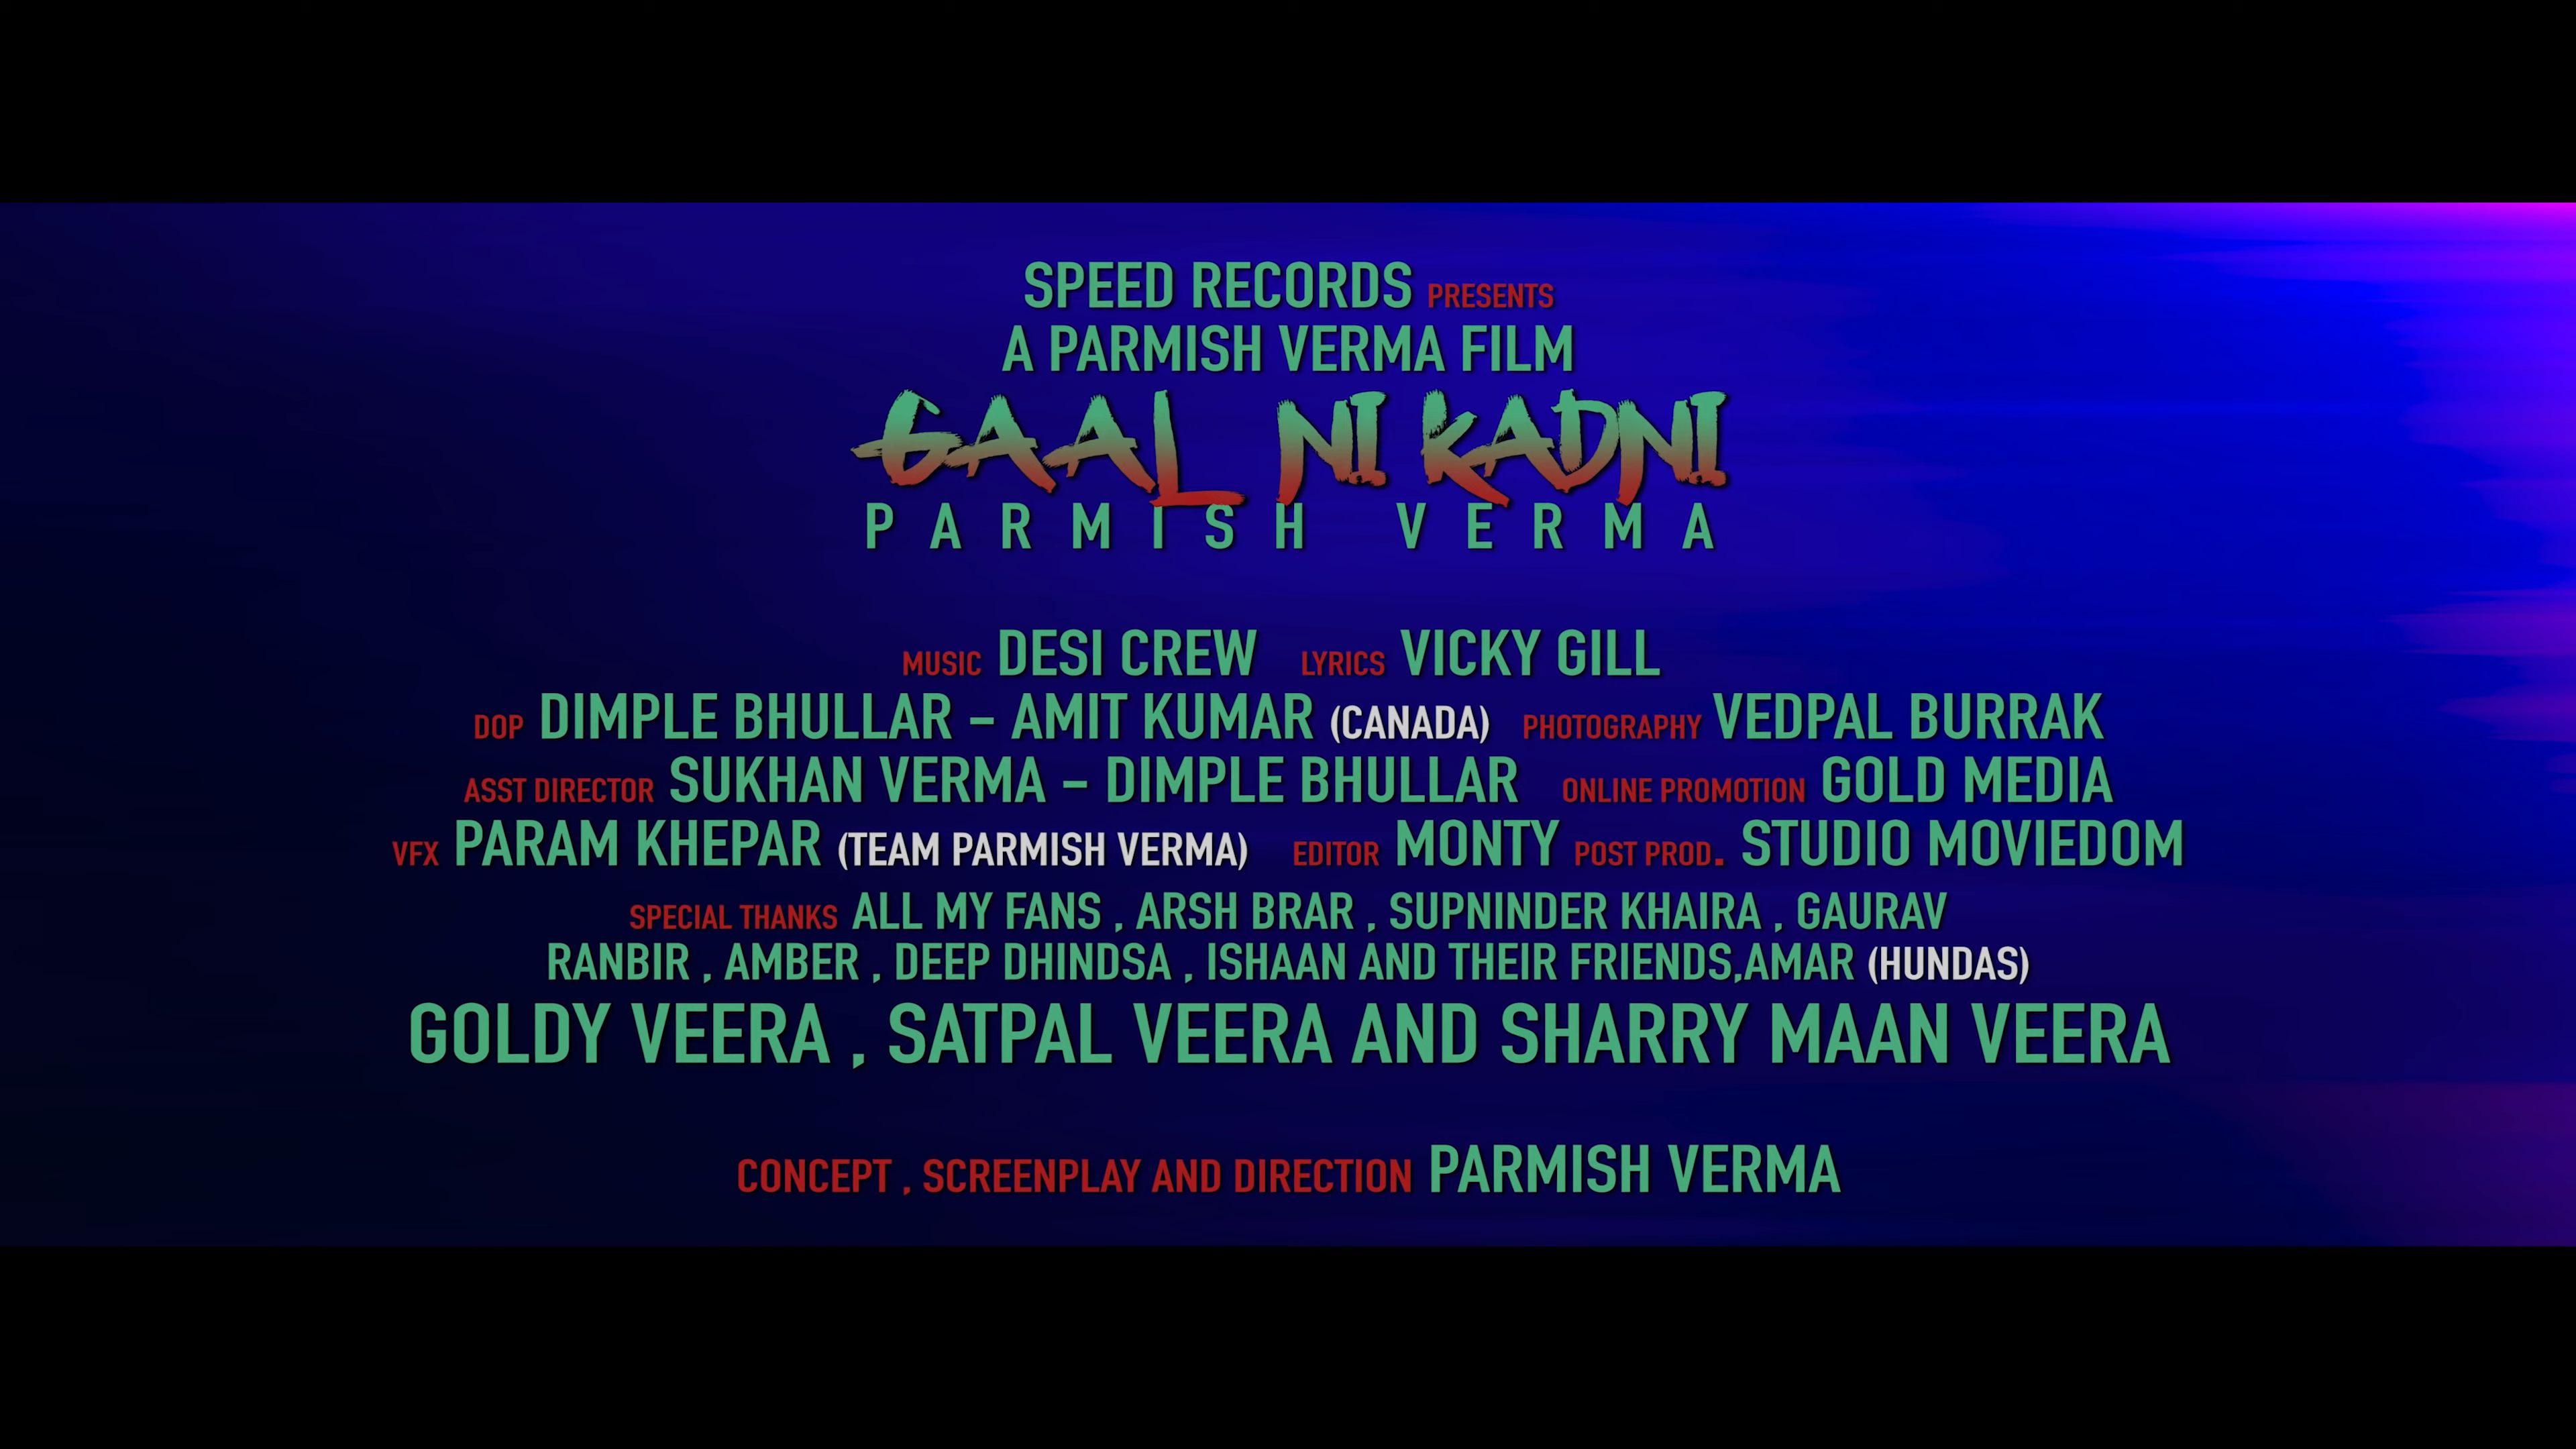 SPEED RECORDS PRESENTS
A PARMISH VERMA FILM
GAAL NI KADNI
PARMISH VERMA
MUSIC DESI CREW LYRICS VICKY GILL
DOP DIMPLE BHULLAR – AMIT KUMAR (CANADA) PHOTOGRAPHY VEDPAL BURRAK
ASST DIRECTOR SUKHAN VERMA – DIMPLE BHULLAR ONLINE PROMOTION GOLD MEDIA
VFX PARAM KHEPAR (TEAM PARMISH VERMA) EDITOR MONTY POST PROD. STUDIO MOVIEDOM
SPECIAL THANKS ALL MY FANS , ARSH BRAR , SUPNINDER KHAIRA , GAURAV
RANBIR , AMBER , DEEP DHINDSA , ISHAAN AND THEIR FRIENDS,AMAR (HUNDAS)
GOLDY VEERA , SATPAL VEERA AND SHARRY MAAN VEERA
CONCEPT , SCREENPLAY AND DIRECTION PARMISH VERMA